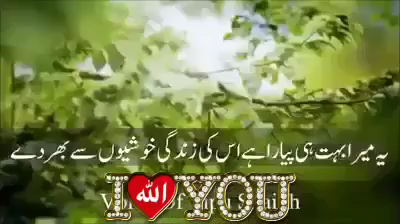 یہ میرا بہت ہی پیارا ہے اس کی زندگی خوشیوں سے بھر دے
I الله YOU